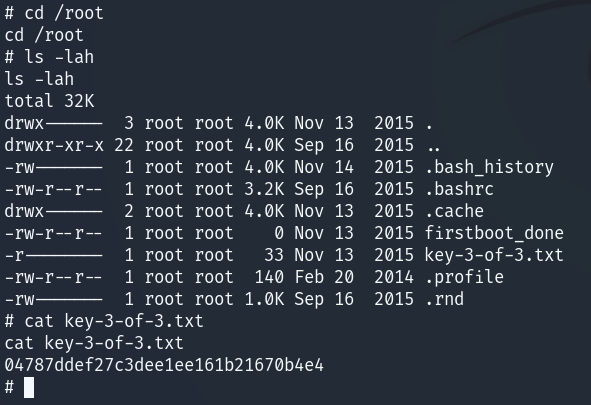 # cd /root
cd /root
# ls -lah
ls -lah
total 32K
drwx------  3 root root 4.0K Nov 13  2015 .
drwxr-xr-x 22 root root 4.0K Sep 16  2015 ..
-rw-------  1 root root 4.0K Nov 14  2015 .bash_history
-rw-r--r--  1 root root 3.2K Sep 16  2015 .bashrc
drwx------  2 root root 4.0K Nov 13  2015 .cache
-rw-r--r--  1 root root    0 Nov 13  2015 firstboot_done
-r--------  1 root root   33 Nov 13  2015 key-3-of-3.txt
-rw-r--r--  1 root root  140 Feb 20  2014 .profile
-rw-------  1 root root 1.0K Sep 16  2015 .rnd
# cat key-3-of-3.txt
cat key-3-of-3.txt
04787ddef27c3dee1ee161b21670b4e4
#